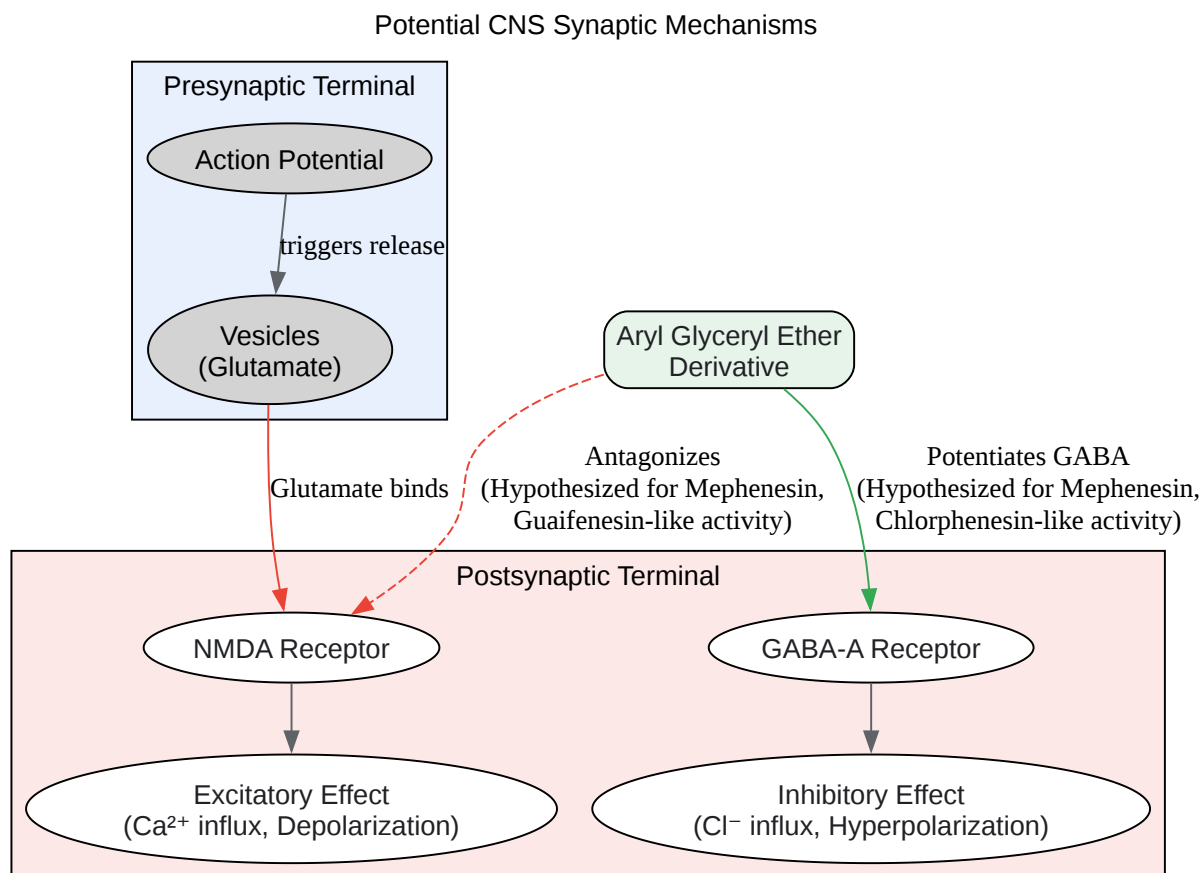 Potential CNS Synaptic Mechanisms
Presynaptic Terminal
Action Potential
triggers release
Vesicles
(Glutamate)
Aryl Glyceryl Ether
Derivative
Glutamate binds
Antagonizes
(Hypothesized for Mephenesin,
Guaifenesin-like activity)
Potentiates GABA
(Hypothesized for Mephenesin,
Chlorphenesin-like activity)
Postsynaptic Terminal
NMDA Receptor
GABA-A Receptor
Excitatory Effect
(Ca²⁺ influx, Depolarization)
Inhibitory Effect
(Cl⁻ influx, Hyperpolarization)